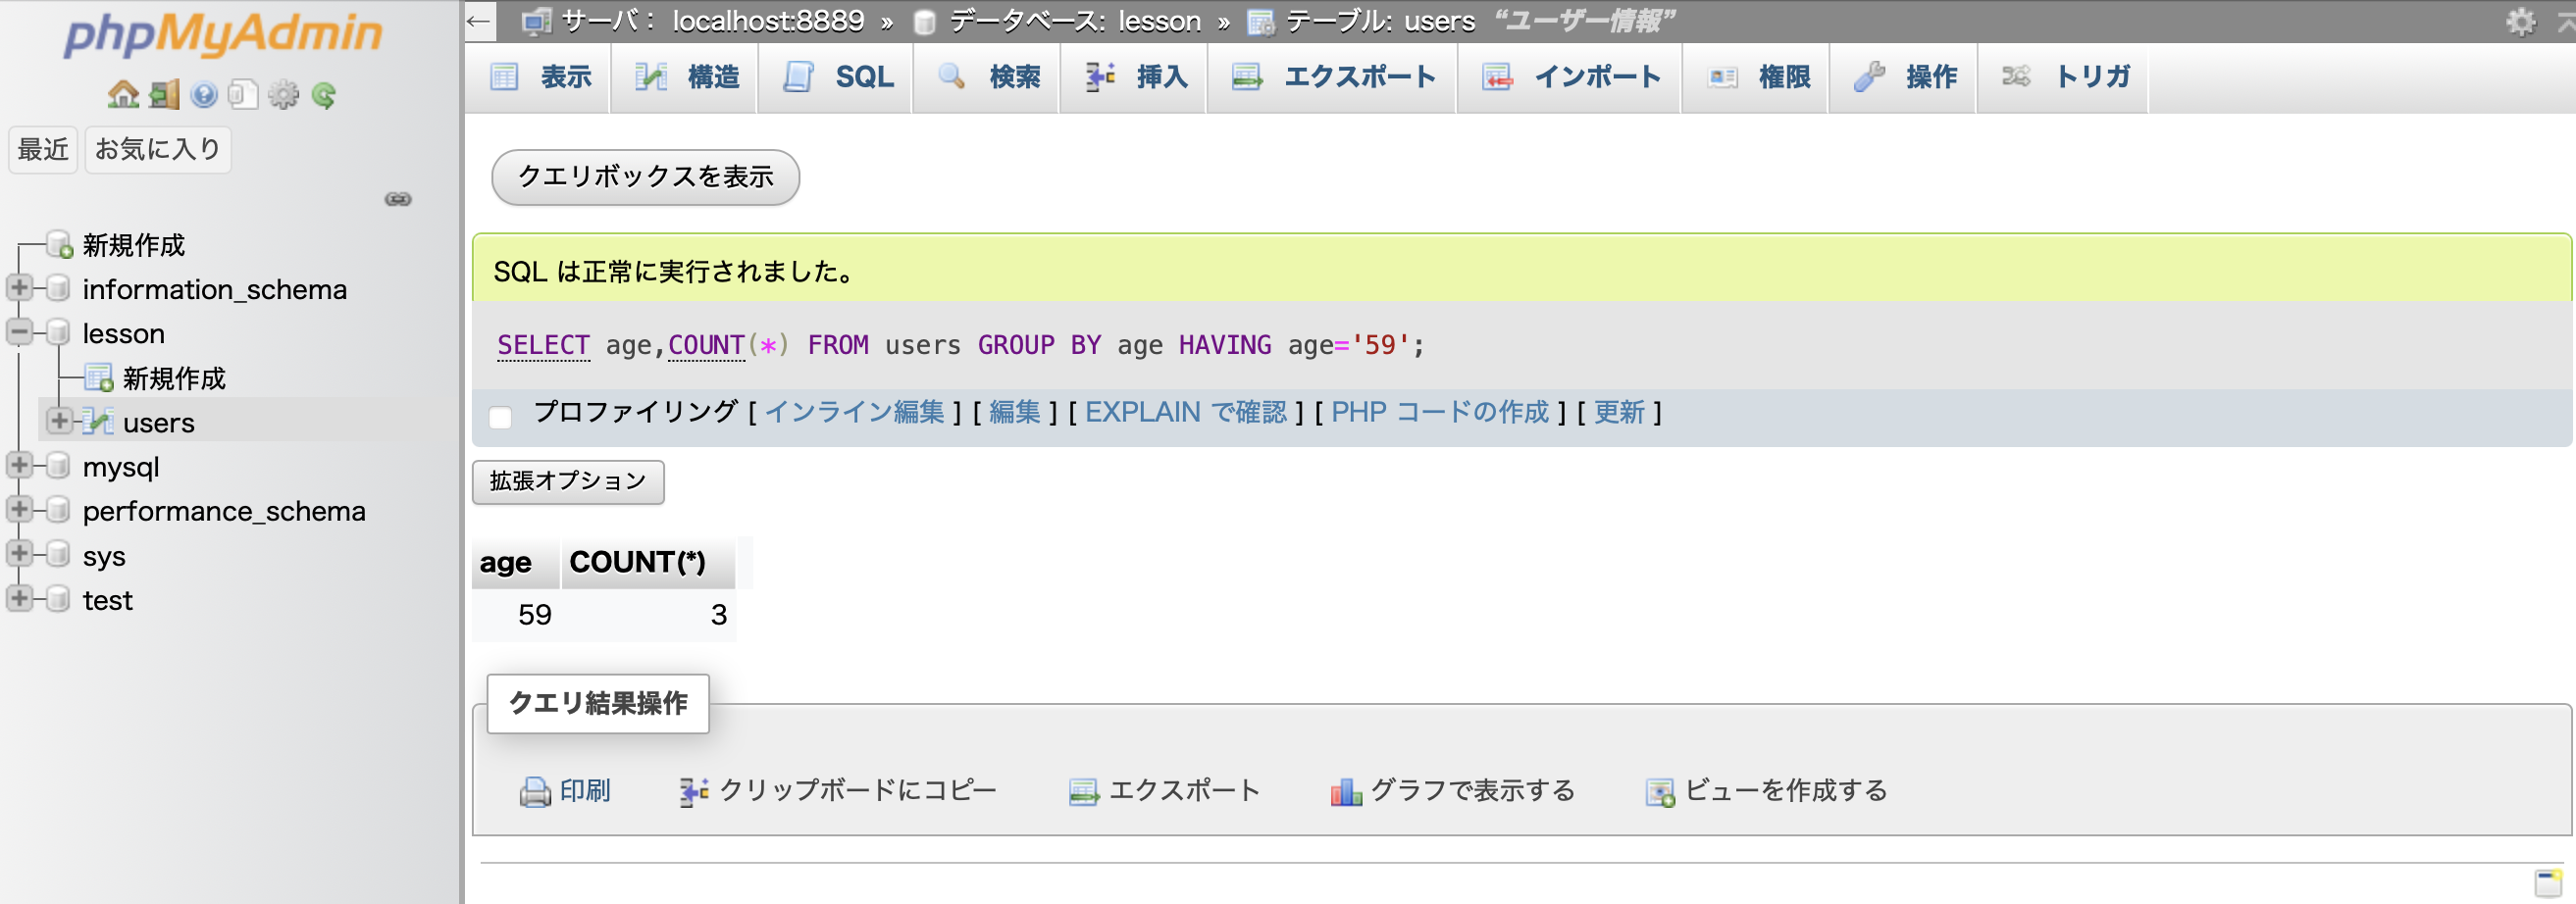 phpMyAdmin
最近 お気に入り
新規作成
information_schema
lesson
新規作成
users
mysql
performance_schema
sys
test
サーバ： localhost:8889 » データベース: lesson » テーブル: users “ユーザー情報”
表示 構造 SQL 検索 挿入 エクスポート インポート 権限 操作 トリガ
クエリボックスを表示
SQL は正常に実行されました。
SELECT age,COUNT(*) FROM users GROUP BY age HAVING age='59';
プロファイリング [ インライン編集 ] [ 編集 ] [ EXPLAIN で確認 ] [ PHP コードの作成 ] [ 更新 ]
拡張オプション
age COUNT(*)
59 3
クエリ結果操作
印刷 クリップボードにコピー エクスポート グラフで表示する ビューを作成する